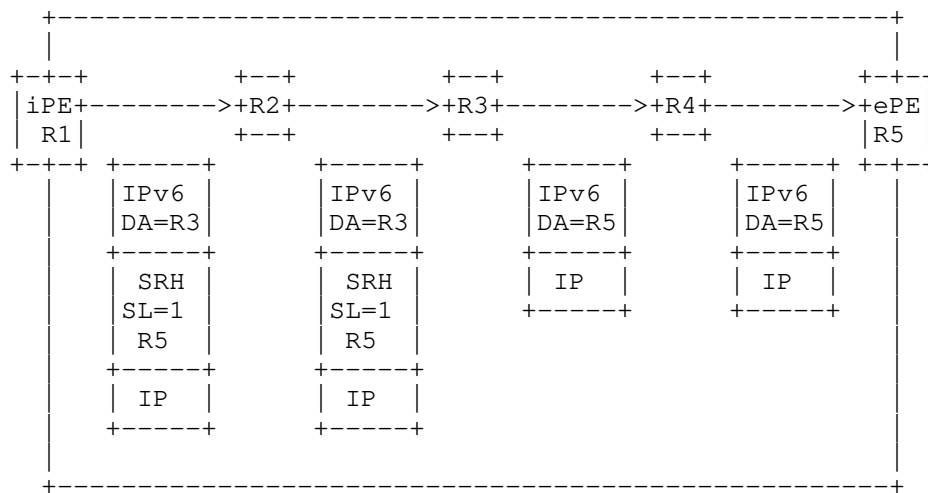 +-------------------------------------------------+
|                                                 |
+-+-+         +--+        +--+        +--+        +-+--
|iPE+-------->+R2+------->+R3+------->+R4+------->+ePE|
|  R1|        +--+        +--+        +--+        |R5 |
+-+-+ +-----+     +-----+     +-----+     +-----+ +-+--
|     |IPv6       |IPv6       |IPv6       |IPv6         |
|     |DA=R3|     |DA=R3|     |DA=R5|     |DA=R5|       |
|     +-----+     +-----+     +-----+     +-----+       |
|     | SRH       | SRH       | IP  |     | IP  |       |
|     |SL=1 |     |SL=1 |     +-----+     +-----+       |
|     | R5  |     | R5  |                               |
|     +-----+     +-----+                               |
|     | IP  |     | IP  |                               |
|     +-----+     +-----+                               |
|                                                 |
+-------------------------------------------------+